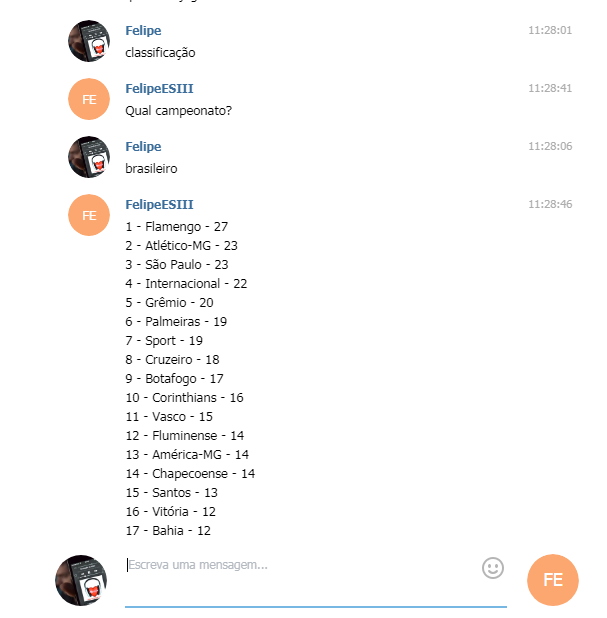 Felipe 11:28:01
classificação
FE
FelipeESIII 11:28:41
Qual campeonato?
Felipe 11:28:06
brasileiro
FE
FelipeESIII 11:28:46
1 - Flamengo - 27
2 - Atlético-MG - 23
3 - São Paulo - 23
4 - Internacional - 22
5 - Grêmio - 20
6 - Palmeiras - 19
7 - Sport - 19
8 - Cruzeiro - 18
9 - Botafogo - 17
10 - Corinthians - 16
11 - Vasco - 15
12 - Fluminense - 14
13 - América-MG - 14
14 - Chapecoense - 14
15 - Santos - 13
16 - Vitória - 12
17 - Bahia - 12
Escreva uma mensagem...
FE